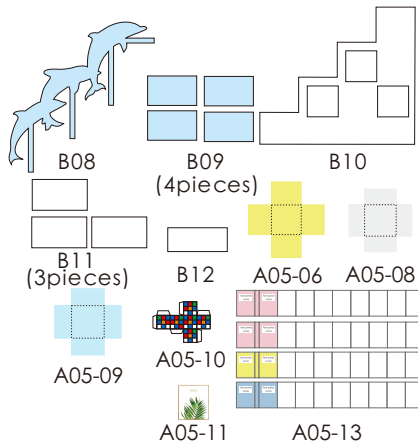 B08
B09
(4pieces)
B10
B11
(3pieces)
B12
A05-06
A05-08
A05-09
A05-10
A05-11
A05-13